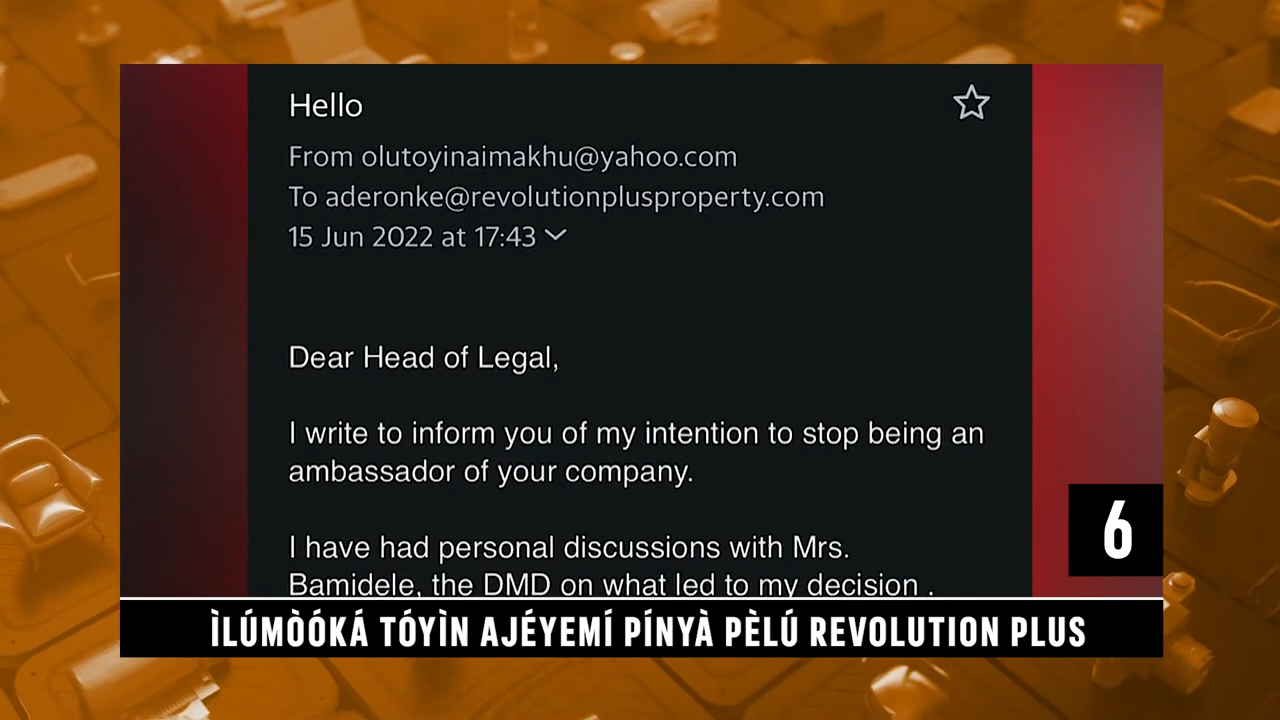 Hello
From olutoyinaimakhu@yahoo.com
To aderonke@revolutionplusproperty.com
15 Jun 2022 at 17:43
Dear Head of Legal,
I write to inform you of my intention to stop being an
ambassador of your company.
I have had personal discussions with Mrs.
Bamidele, the DMD on what led to my decision .
6
ÌLÚMÒÓKÁ TÓYÌN AJÉYEMÍ PÍNYÀ PÈLÚ REVOLUTION PLUS